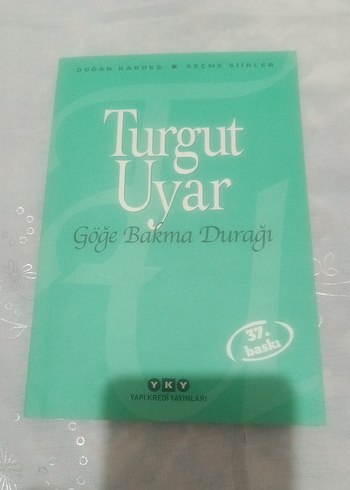 DOĞAN KARDEŞ ■ SEÇME ŞİİRLER
Turgut
Uyar
Göğe Bakma Durağı
37.
baskı
YKY
YAPI KREDİ YAYINLARI